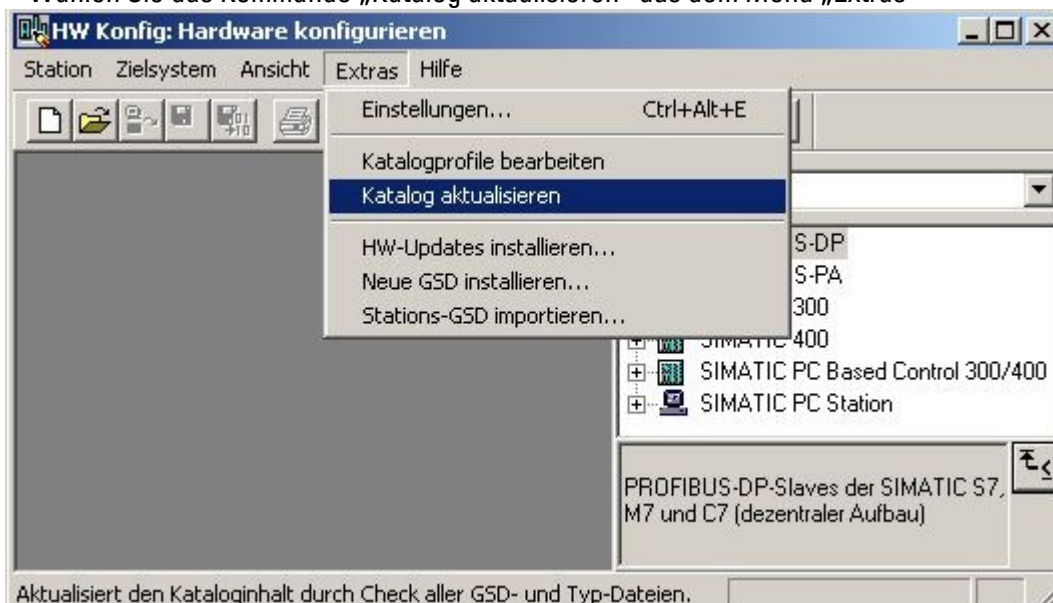 Wählen Sie das Kommando „Katalog aktualisieren“ aus dem Menü „Extras“
HW Konfig: Hardware konfigurieren
Station Zielsystem Ansicht Extras Hilfe
Einstellungen... Ctrl+Alt+E
Katalogprofile bearbeiten
Katalog aktualisieren
HW-Updates installieren...
Neue GSD installieren...
Stations-GSD importieren...
S-DP
S-PA
300
SIMATIC 400
SIMATIC PC Based Control 300/400
SIMATIC PC Station
PROFIBUS-DP-Slaves der SIMATIC S7,
M7 und C7 (dezentraler Aufbau)
Aktualisiert den Kataloginhalt durch Check aller GSD- und Typ-Dateien.